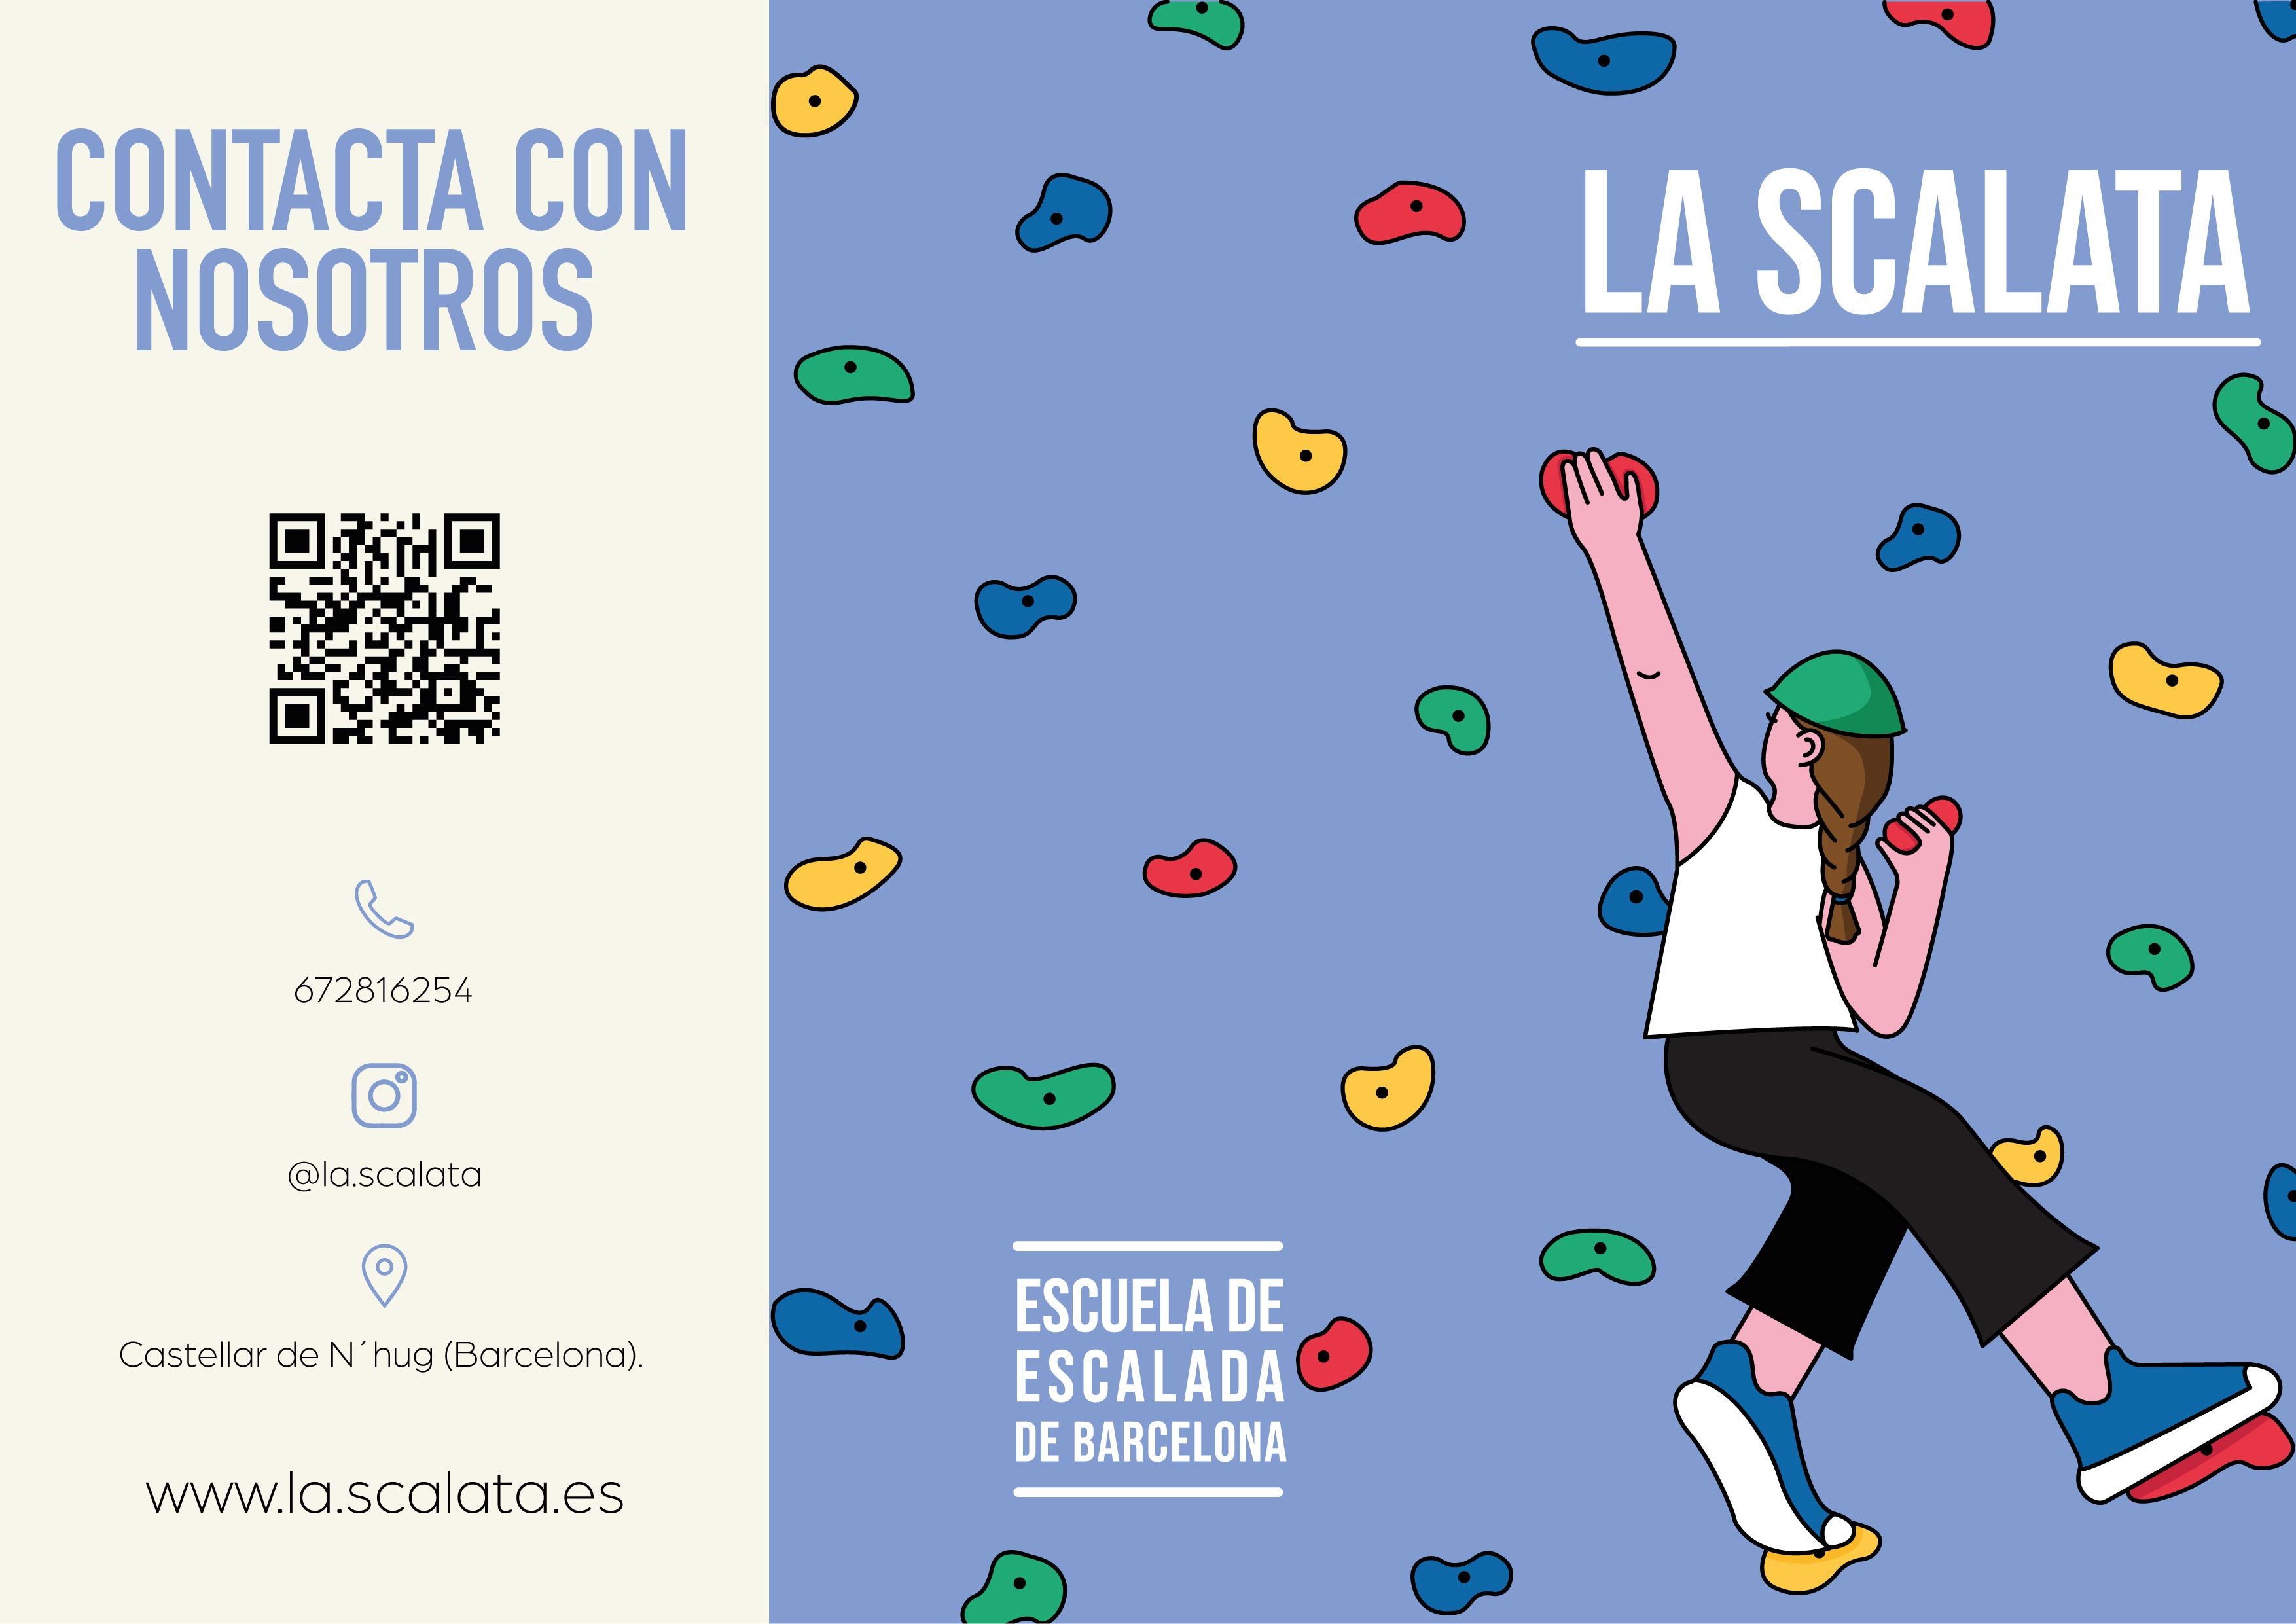 CONTACTA CON
NOSOTROS
672816254
@la.scalata
Castellar de N´hug (Barcelona).
www.la.scalata.es
ESCUELA DE
ESCALADA
DE BARCELONA
LA SCALATA